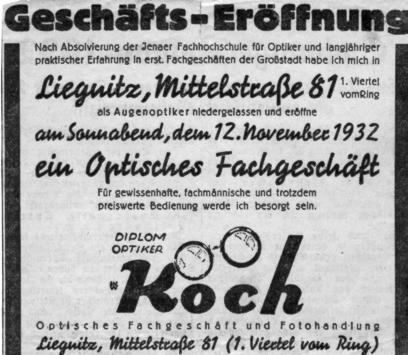 Geschäfts-Eröffnung
Nach Absolvierung der Jenaer Fachhochschule für Optiker und langjähriger
praktischer Erfahrung in erst. Fachgeschäften der Großstadt habe ich mich in
Liegnitz, Mittelstraße 81 1. Viertel vom Ring
als Augenoptiker niedergelassen und eröffne
am Sonnabend, dem 12. November 1932
ein Optisches Fachgeschäft
Für gewissenhafte, fachmännische und trotzdem
preiswerte Bedienung werde ich besorgt sein.
DIPLOM
OPTIKER
W Koch
Optisches Fachgeschäft und Fotohandlung
Liegnitz, Mittelstraße 81 (1. Viertel vom Ring)